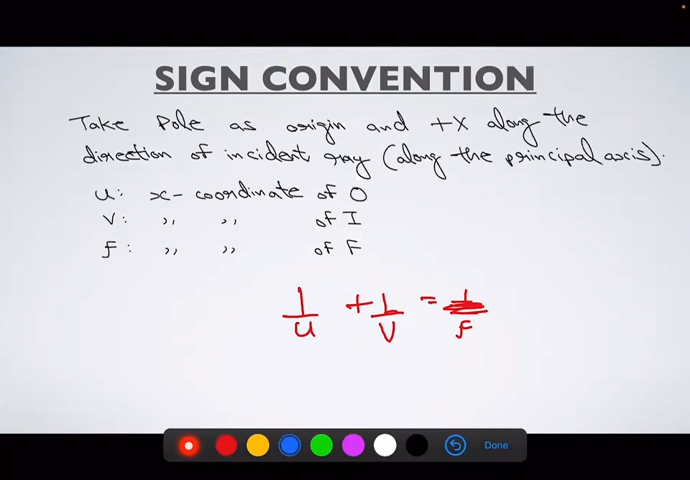 SIGN CONVENTION
Take Pole as origin and +X along the
direction of incident ray (along the principal axis).
u: x-coordinate of O
v: ,, ,, of I
f: ,, ,, of F
1/u + 1/v = 1/f
Done